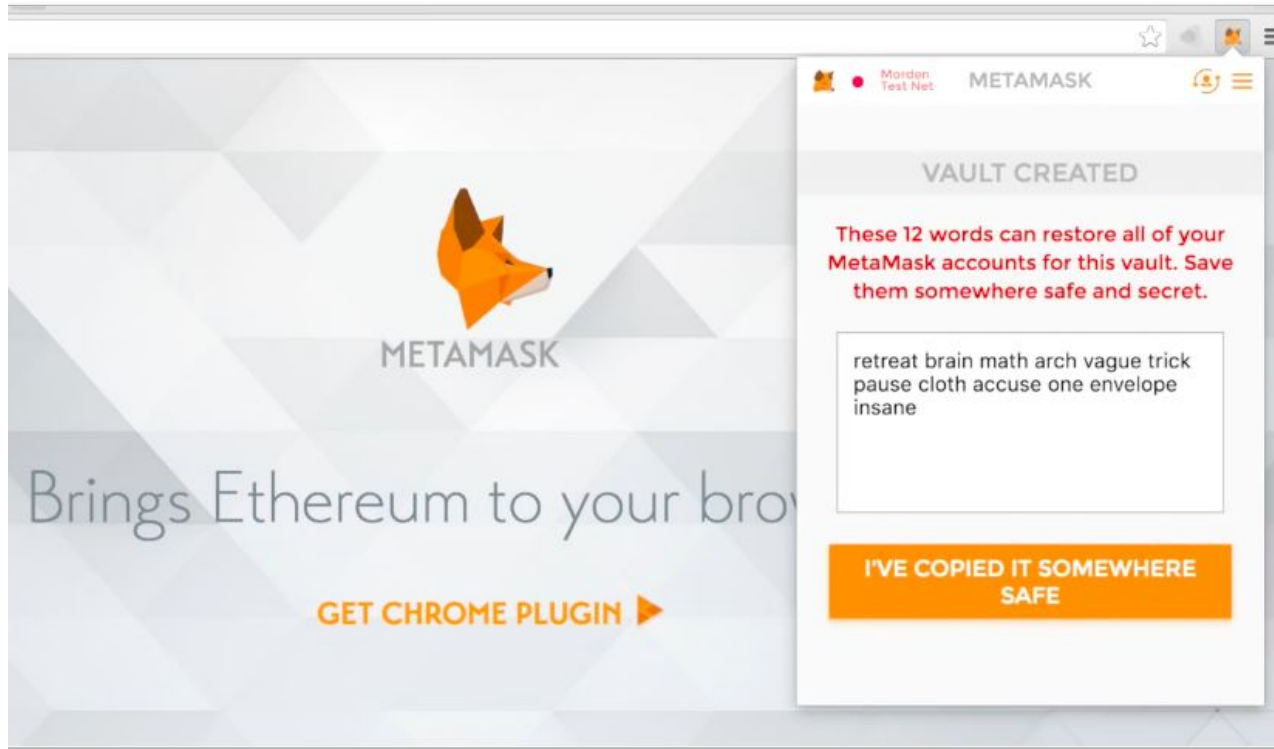 Morden
Test Net
METAMASK
VAULT CREATED
These 12 words can restore all of your
MetaMask accounts for this vault. Save
them somewhere safe and secret.
retreat brain math arch vague trick
pause cloth accuse one envelope
insane
I'VE COPIED IT SOMEWHERE
SAFE
METAMASK
Brings Ethereum to your
GET CHROME PLUGIN